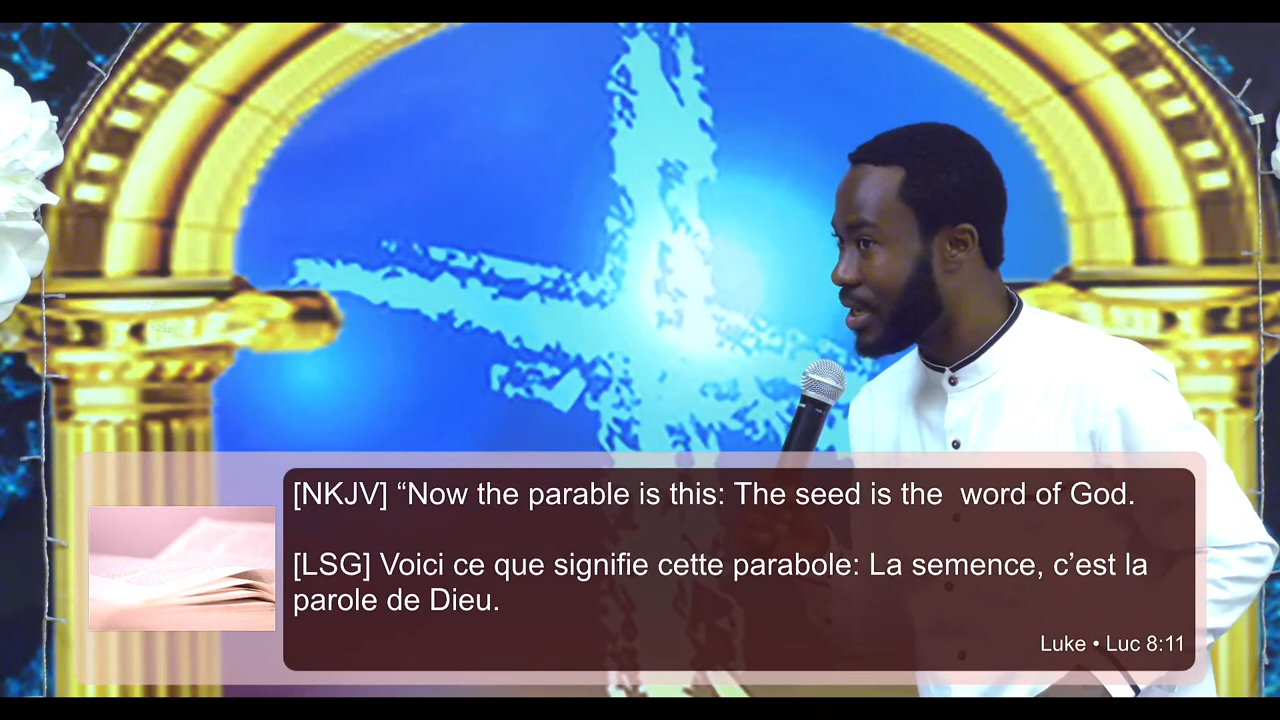 [NKJV] “Now the parable is this: The seed is the  word of God.
[LSG] Voici ce que signifie cette parabole: La semence, c’est la
parole de Dieu.
Luke • Luc 8:11